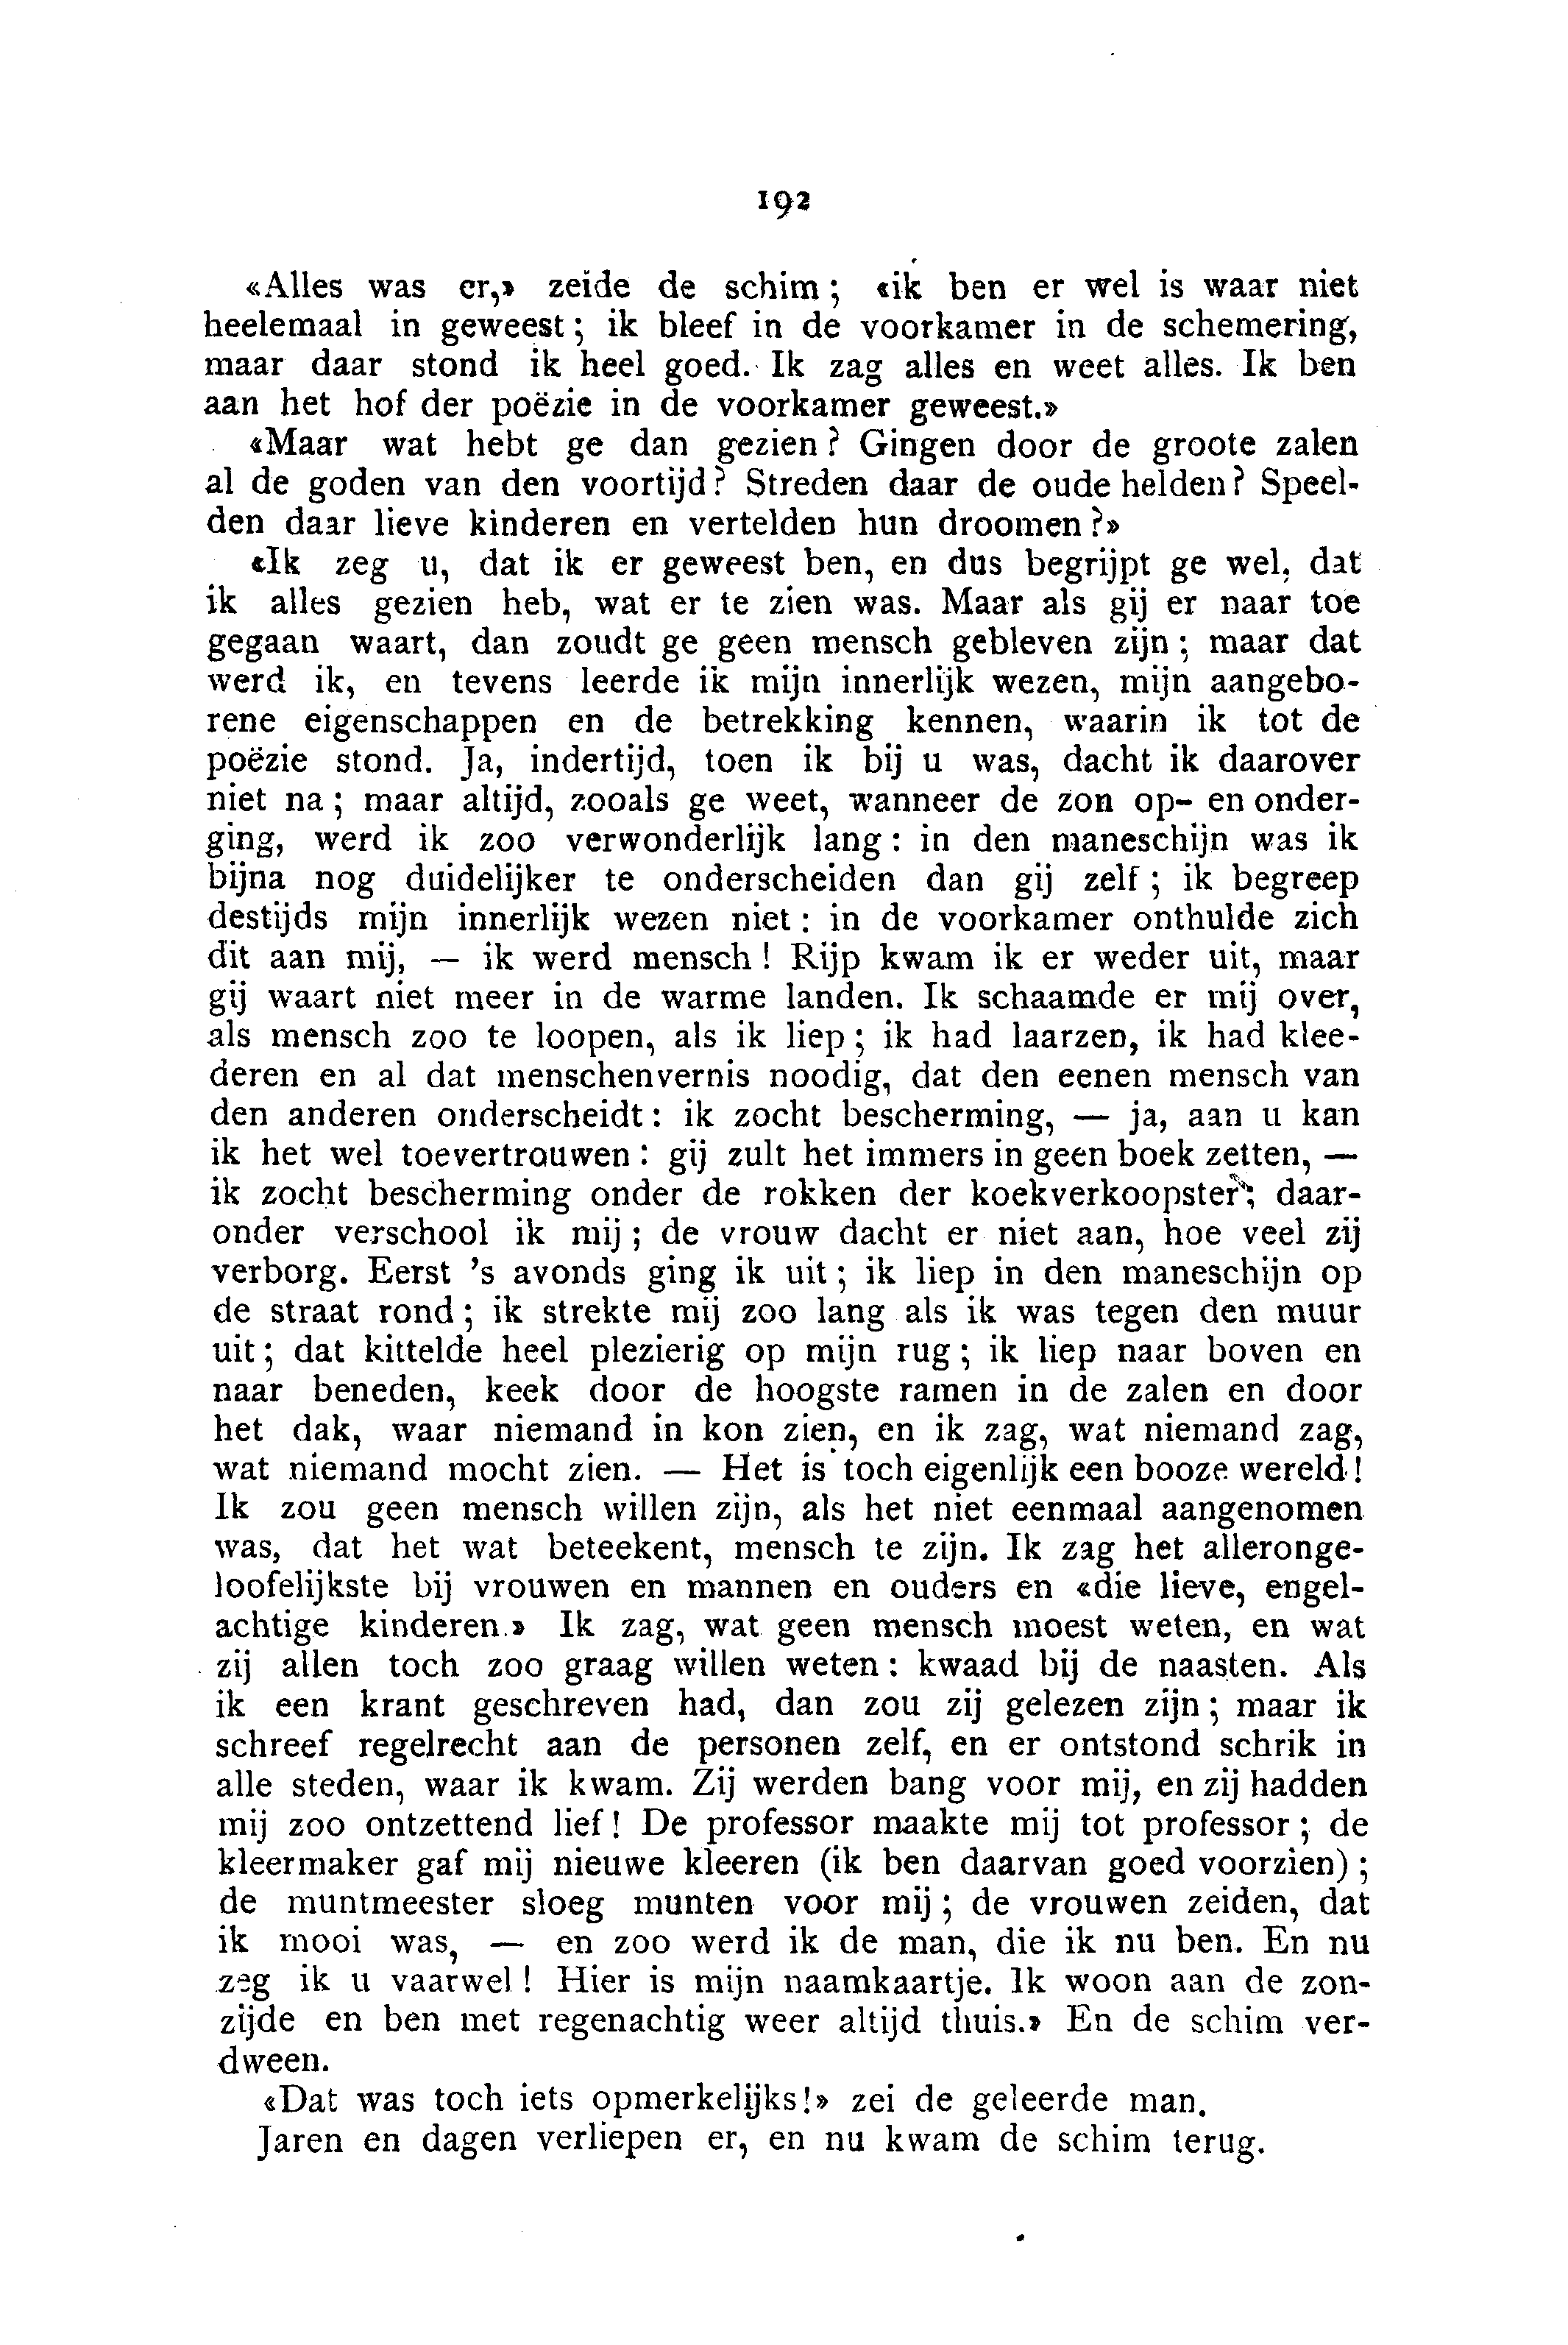 192
«Alles was er,» zeide de schim; «ik ben er wel is waar niet
heelemaal in geweest; ik bleef in de voorkamer in de schemering,
maar daar stond ik heel goed. Ik zag alles en weet alles. Ik ben
aan het hof der poëzie in de voorkamer geweest.»
«Maar wat hebt ge dan gezien? Gingen door de groote zalen
al de goden van den voortijd? Streden daar de oude helden? Speel-
den daar lieve kinderen en vertelden hun droomen?»
«Ik zeg u, dat ik er geweest ben, en dus begrijpt ge wel, dat
ik alles gezien heb, wat er te zien was. Maar als gij er naar toe
gegaan waart, dan zoudt ge geen mensch gebleven zijn; maar dat
werd ik, en tevens leerde ik mijn innerlijk wezen, mijn aangebo-
rene eigenschappen en de betrekking kennen, waarin ik tot de
poëzie stond. Ja, indertijd, toen ik bij u was, dacht ik daarover
niet na; maar altijd, zooals ge weet, wanneer de zon op- en onder-
ging, werd ik zoo verwonderlijk lang: in den maneschijn was ik
bijna nog duidelijker te onderscheiden dan gij zelf; ik begreep
destijds mijn innerlijk wezen niet: in de voorkamer onthulde zich
dit aan mij, — ik werd mensch! Rijp kwam ik er weder uit, maar
gij waart niet meer in de warme landen. Ik schaamde er mij over,
als mensch zoo te loopen, als ik liep; ik had laarzen, ik had klee-
deren en al dat menschenvernis noodig, dat den eenen mensch van
den anderen onderscheidt: ik zocht bescherming, — ja, aan u kan
ik het wel toevertrouwen: gij zult het immers in geen boek zetten, —
ik zocht bescherming onder de rokken der koekverkoopster; daar-
onder verschool ik mij; de vrouw dacht er niet aan, hoe veel zij
verborg. Eerst 's avonds ging ik uit; ik liep in den maneschijn op
de straat rond; ik strekte mij zoo lang als ik was tegen den muur
uit; dat kittelde heel plezierig op mijn rug; ik liep naar boven en
naar beneden, keek door de hoogste ramen in de zalen en door
het dak, waar niemand in kon zien, en ik zag, wat niemand zag,
wat niemand mocht zien. — Het is toch eigenlijk een booze wereld!
Ik zou geen mensch willen zijn, als het niet eenmaal aangenomen
was, dat het wat beteekent, mensch te zijn. Ik zag het alleronge-
loofelijkste bij vrouwen en mannen en ouders en «die lieve, engel-
achtige kinderen.» Ik zag, wat geen mensch moest weten, en wat
zij allen toch zoo graag willen weten: kwaad bij de naasten. Als
ik een krant geschreven had, dan zou zij gelezen zijn; maar ik
schreef regelrecht aan de personen zelf, en er ontstond schrik in
alle steden, waar ik kwam. Zij werden bang voor mij, en zij hadden
mij zoo ontzettend lief! De professor maakte mij tot professor; de
kleermaker gaf mij nieuwe kleeren (ik ben daarvan goed voorzien);
de muntmeester sloeg munten voor mij; de vrouwen zeiden, dat
ik mooi was, — en zoo werd ik de man, die ik nu ben. En nu
zeg ik u vaarwel! Hier is mijn naamkaartje. Ik woon aan de zon-
zijde en ben met regenachtig weer altijd thuis.» En de schim ver-
dween.
«Dat was toch iets opmerkelijks!» zei de geleerde man.
Jaren en dagen verliepen er, en nu kwam de schim terug.